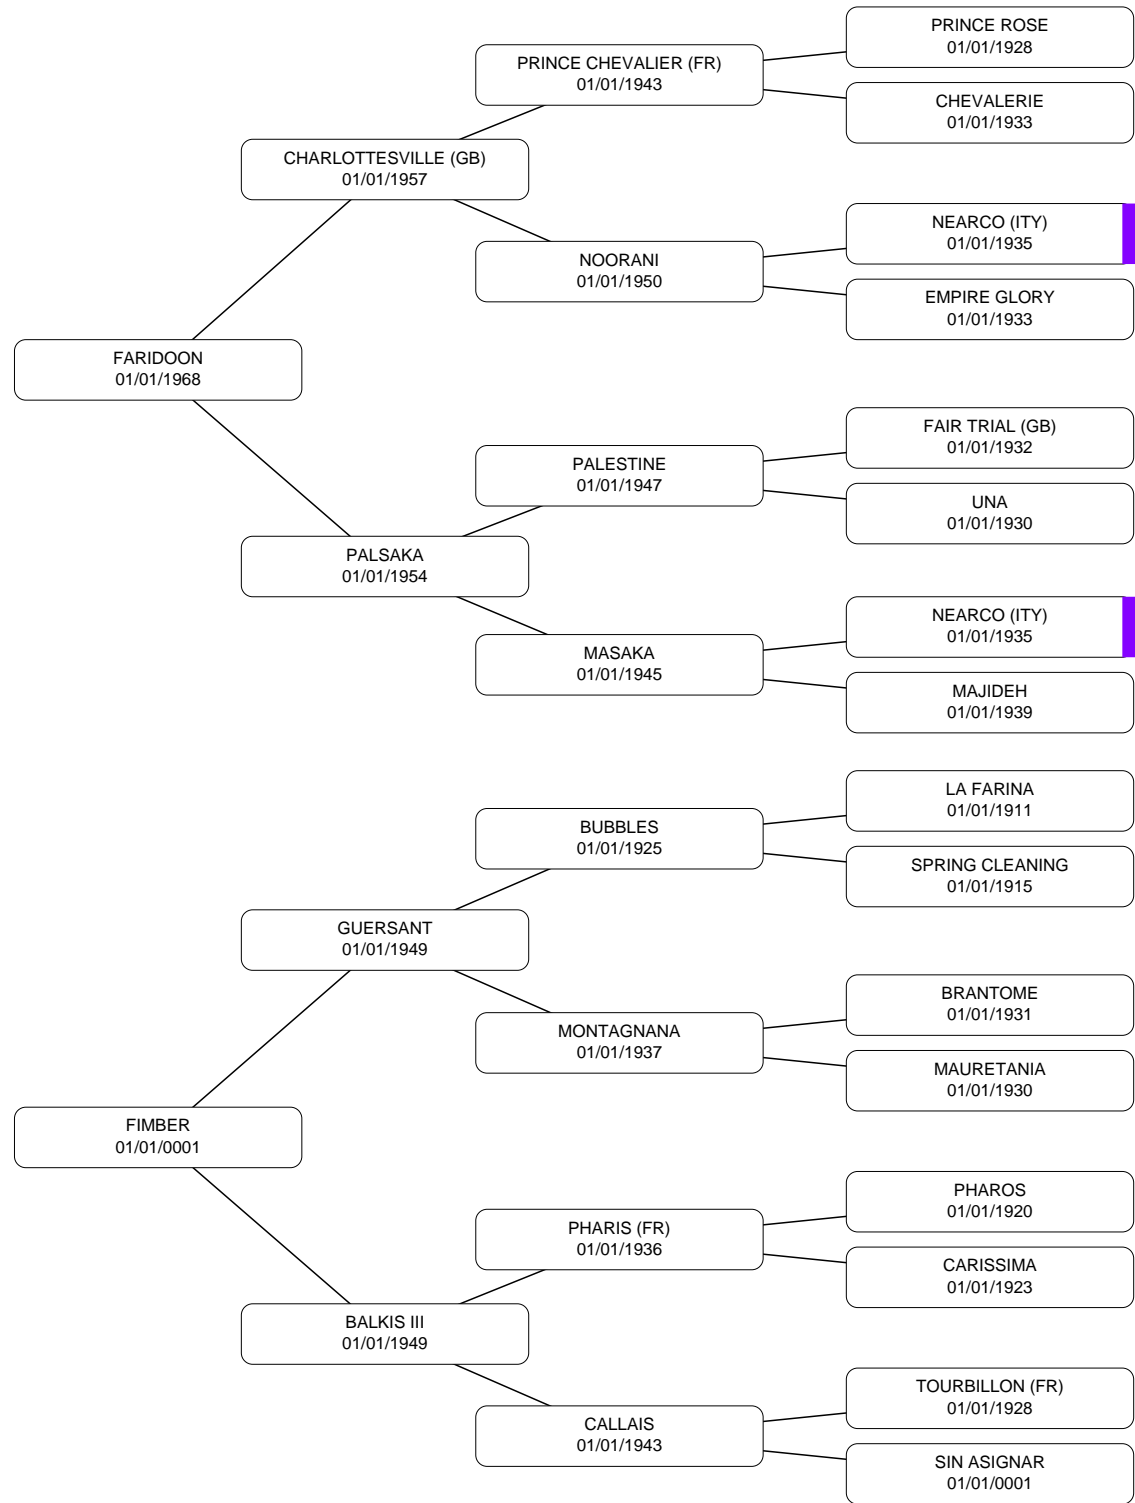 PRINCE ROSE
01/01/1928
PRINCE CHEVALIER (FR)
01/01/1943
CHEVALERIE
01/01/1933
CHARLOTTESVILLE (GB)
01/01/1957
NEARCO (ITY)
01/01/1935
NOORANI
01/01/1950
EMPIRE GLORY
01/01/1933
FARIDOON
01/01/1968
FAIR TRIAL (GB)
01/01/1932
PALESTINE
01/01/1947
UNA
01/01/1930
PALSAKA
01/01/1954
NEARCO (ITY)
01/01/1935
MASAKA
01/01/1945
MAJIDEH
01/01/1939
LA FARINA
01/01/1911
BUBBLES
01/01/1925
SPRING CLEANING
01/01/1915
GUERSANT
01/01/1949
BRANTOME
01/01/1931
MONTAGNANA
01/01/1937
MAURETANIA
01/01/1930
FIMBER
01/01/0001
PHAROS
01/01/1920
PHARIS (FR)
01/01/1936
CARISSIMA
01/01/1923
BALKIS III
01/01/1949
TOURBILLON (FR)
01/01/1928
CALLAIS
01/01/1943
SIN ASIGNAR
01/01/0001